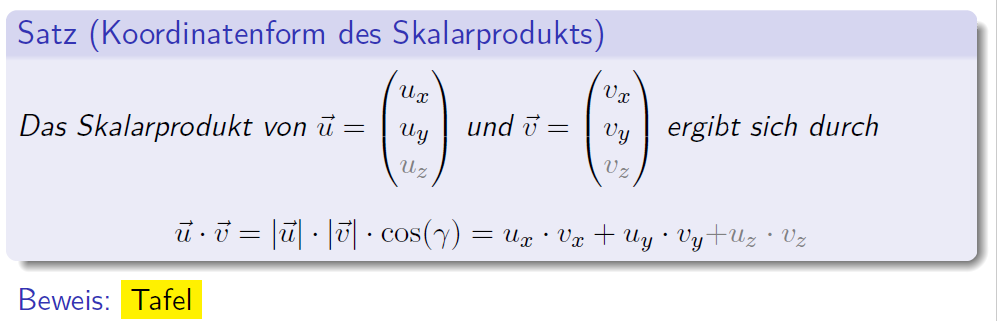 Satz (Koordinatenform des Skalarprodukts)
Das Skalarprodukt von $\vec{u} = \begin{pmatrix} u_x \\ u_y \\ u_z \end{pmatrix}$ und $\vec{v} = \begin{pmatrix} v_x \\ v_y \\ v_z \end{pmatrix}$ ergibt sich durch
$\vec{u} \cdot \vec{v} = |\vec{u}| \cdot |\vec{v}| \cdot \cos(\gamma) = u_x \cdot v_x + u_y \cdot v_y + u_z \cdot v_z$
Beweis: Tafel